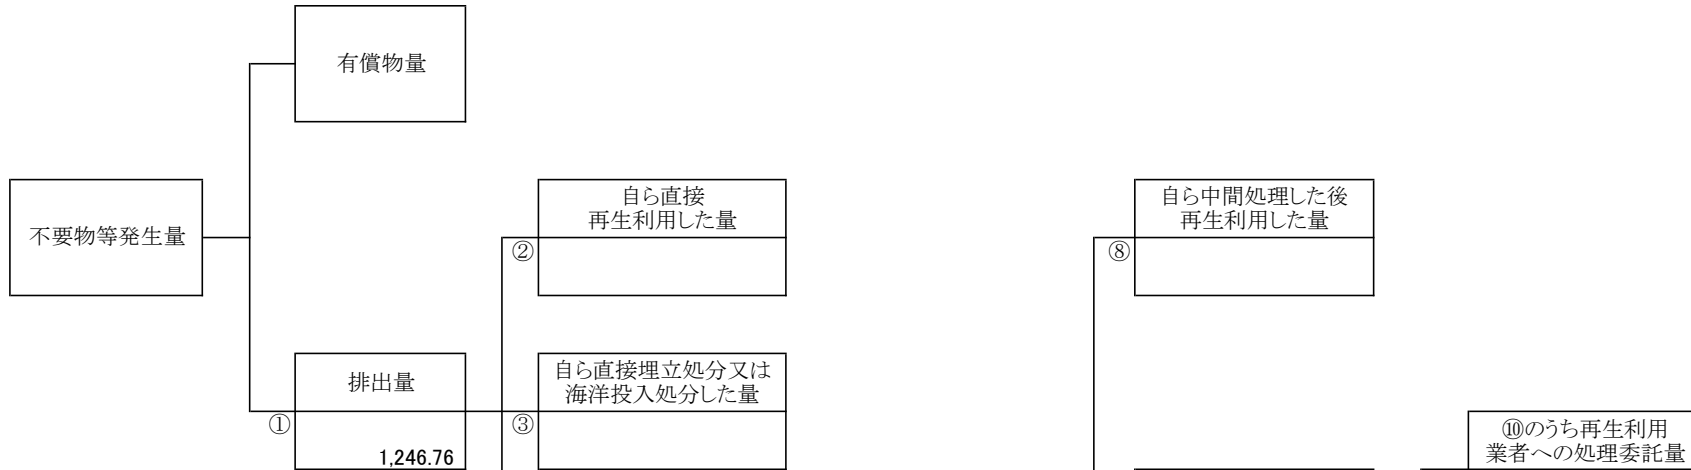 有償物量
不要物等発生量
自ら直接
再生利用した量
②
自ら中間処理した後
再生利用した量
⑧
排出量
①
1,246.76
自ら直接埋立処分又は
海洋投入処分した量
③
⑩のうち再生利用
業者への処理委託量